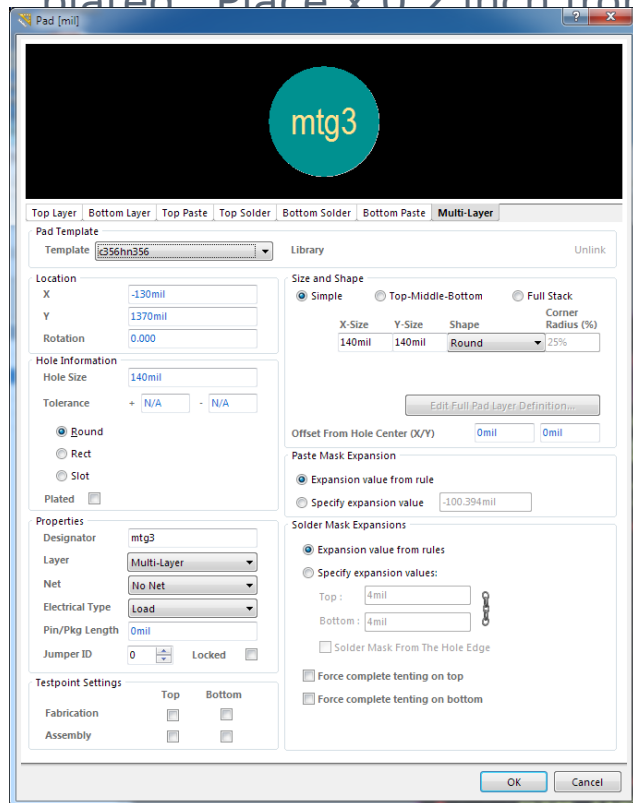 plated. Place x 0.2 inch from
Pad [mil]
mtg3
Top Layer Bottom Layer Top Paste Top Solder Bottom Solder Bottom Paste Multi-Layer
Pad Template
Template c356hn356 Library Unlink
Location
X -130mil
Y 1370mil
Rotation 0.000
Size and Shape
Simple Top-Middle-Bottom Full Stack
X-Size Y-Size Shape Corner Radius (%)
140mil 140mil Round 25%
Edit Full Pad Layer Definition...
Offset From Hole Center (X/Y) 0mil 0mil
Hole Information
Hole Size 140mil
Tolerance + N/A - N/A
Round
Rect
Slot
Plated
Paste Mask Expansion
Expansion value from rule
Specify expansion value -100.394mil
Properties
Designator mtg3
Layer Multi-Layer
Net No Net
Electrical Type Load
Pin/Pkg Length 0mil
Jumper ID 0 Locked
Solder Mask Expansions
Expansion value from rules
Specify expansion values:
Top : 4mil
Bottom : 4mil
Solder Mask From The Hole Edge
Force complete tenting on top
Force complete tenting on bottom
Testpoint Settings
Top Bottom
Fabrication
Assembly
OK Cancel